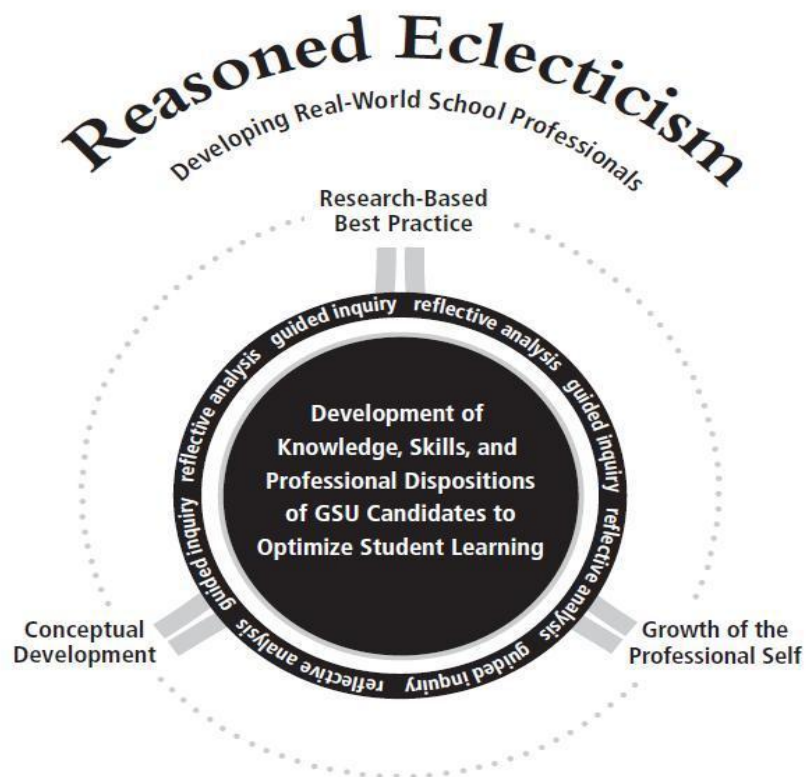 Reasoned Eclecticism
Developing Real-World School Professionals
Research-Based
Best Practice
guided inquiry reflective analysis guided inquiry reflective analysis guided inquiry reflective analysis guided inquiry reflective analysis
Development of
Knowledge, Skills, and
Professional Dispositions
of GSU Candidates to
Optimize Student Learning
Conceptual
Development
Growth of the
Professional Self